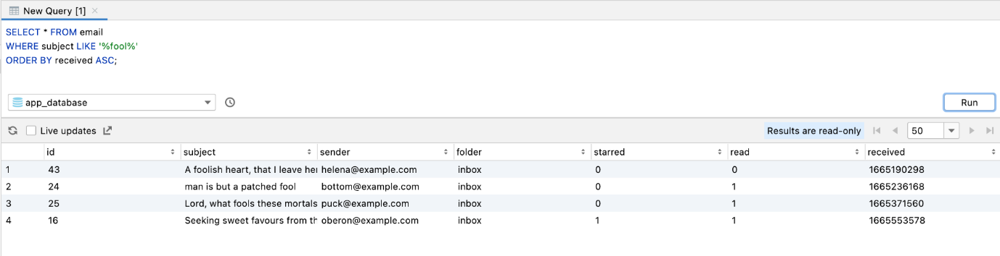 New Query [1]
SELECT * FROM email
WHERE subject LIKE '%fool%'
ORDER BY received ASC;
app_database
Run
Live updates
Results are read-only
50
id subject sender folder starred read received
1 43 A foolish heart, that I leave her helena@example.com inbox 0 0 1665190298
2 24 man is but a patched fool bottom@example.com inbox 0 1 1665236168
3 25 Lord, what fools these mortals puck@example.com inbox 0 1 1665371560
4 16 Seeking sweet favours from th oberon@example.com inbox 1 1 1665553578